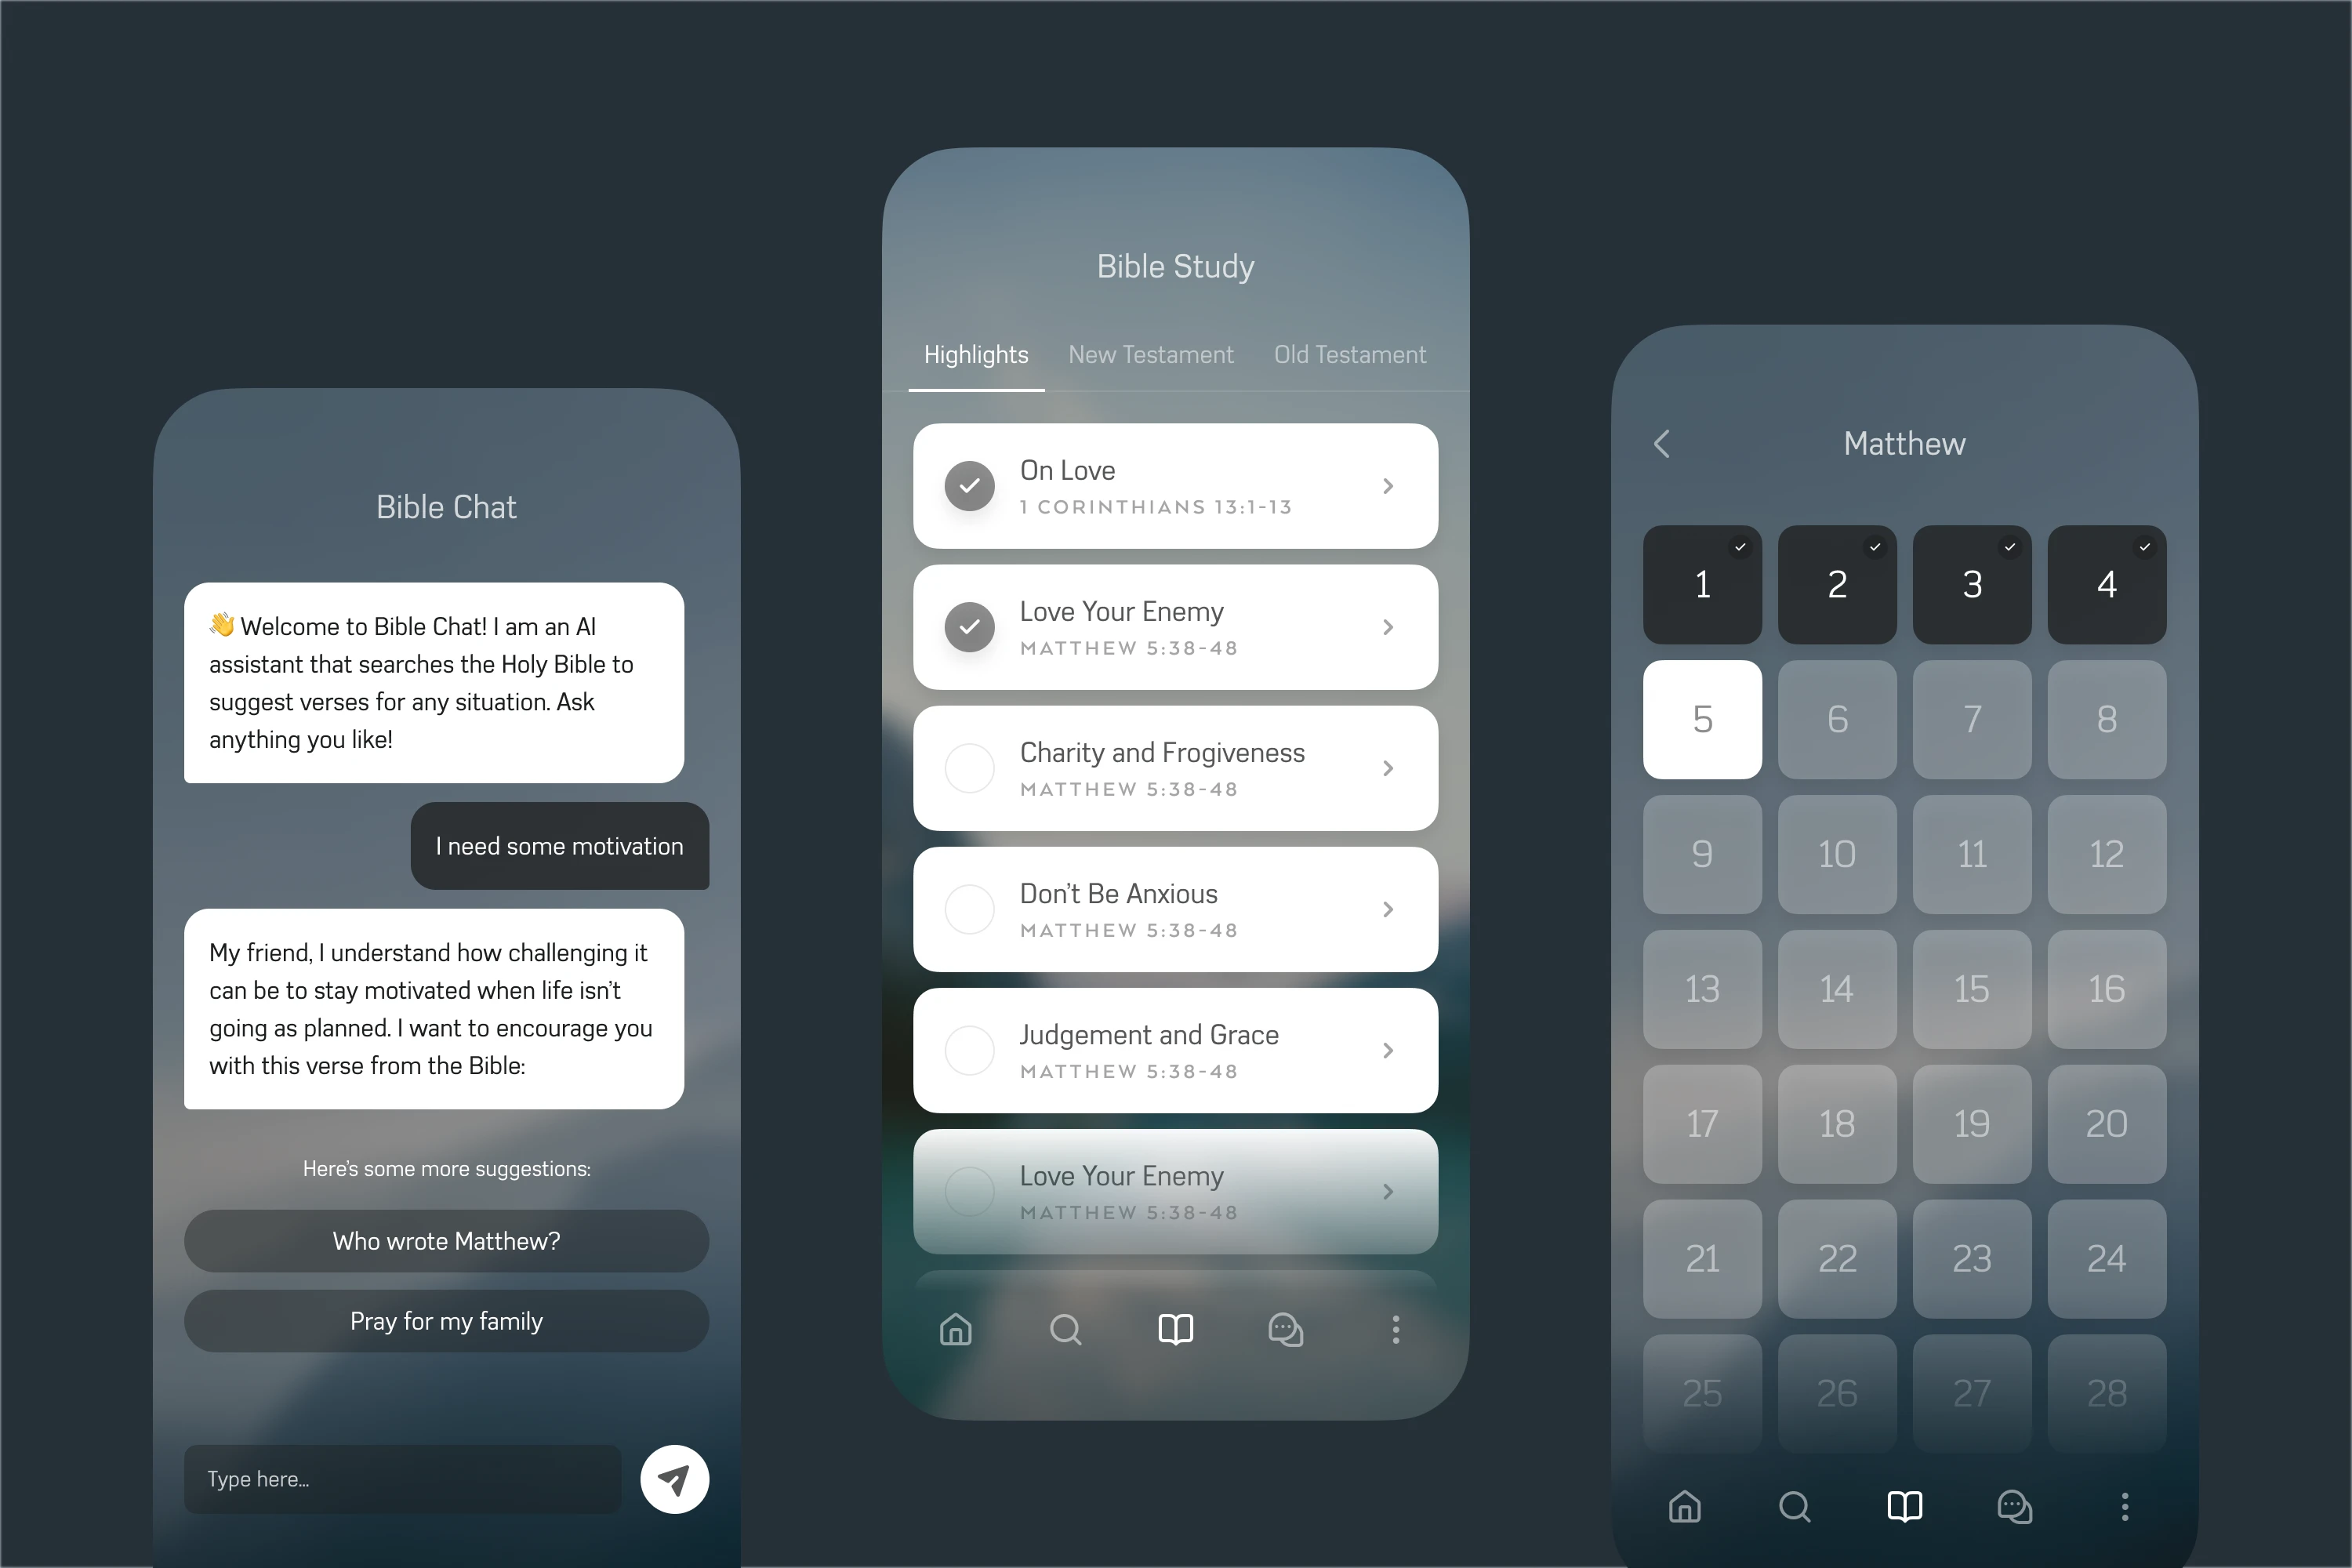 Bible Chat
👋 Welcome to Bible Chat! I am an AI
assistant that searches the Holy Bible to
suggest verses for any situation. Ask
anything you like!
I need some motivation
My friend, I understand how challenging it
can be to stay motivated when life isn't
going as planned. I want to encourage you
with this verse from the Bible:
Here's some more suggestions:
Who wrote Matthew?
Pray for my family
Type here...
Bible Study
Highlights New Testament Old Testament
On Love
1 CORINTHIANS 13:1-13
Love Your Enemy
MATTHEW 5:38-48
Charity and Frogiveness
MATTHEW 5:38-48
Don't Be Anxious
MATTHEW 5:38-48
Judgement and Grace
MATTHEW 5:38-48
Love Your Enemy
MATTHEW 5:38-48
Matthew
1 2 3 4
5 6 7 8
9 10 11 12
13 14 15 16
17 18 19 20
21 22 23 24
25 26 27 28